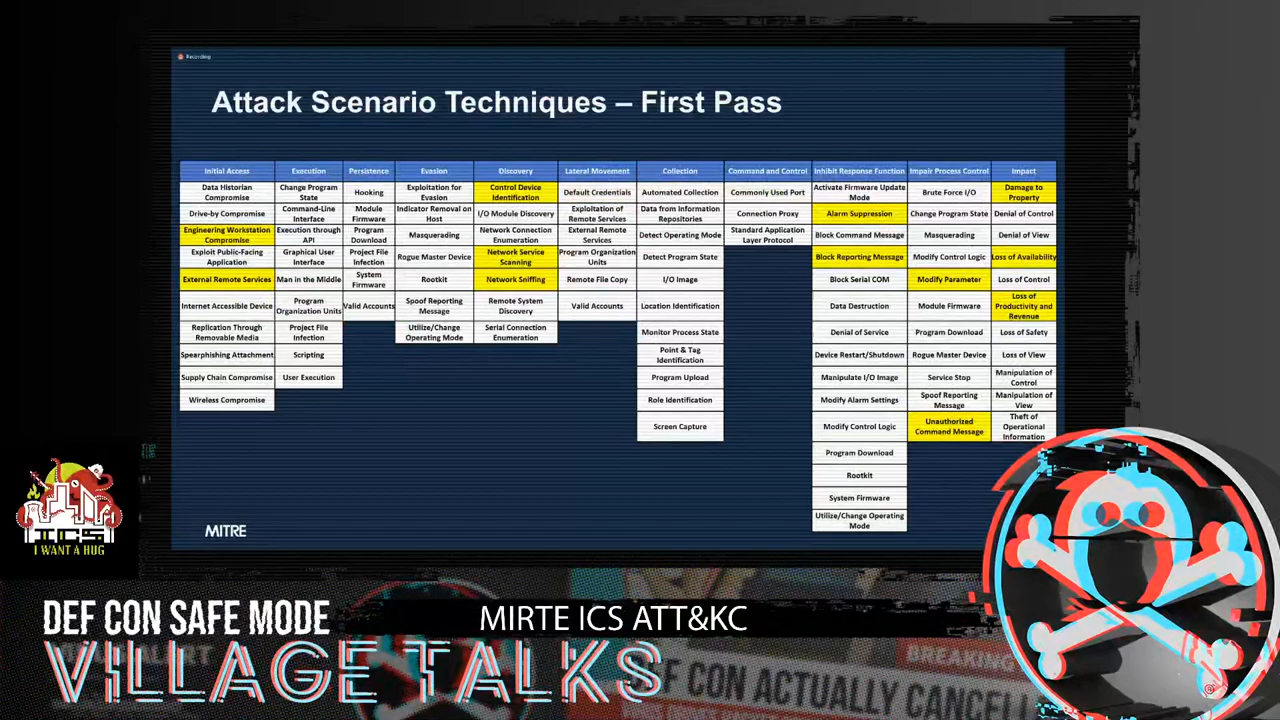 Recording
Attack Scenario Techniques – First Pass
Initial Access
Data Historian
Compromise
Drive-by Compromise
Engineering Workstation
Compromise
Exploit Public-Facing
Application
External Remote Services
Internet Accessible Device
Replication Through
Removable Media
Spearphishing Attachment
Supply Chain Compromise
Wireless Compromise
Execution
Change Program
State
Command-Line
Interface
Execution through
API
Graphical User
Interface
Man in the Middle
Program
Organization Units
Project File
Infection
Scripting
User Execution
Persistence
Hooking
Module
Firmware
Program
Download
Project File
Infection
System
Firmware
Valid Accounts
Evasion
Exploitation for
Evasion
Indicator Removal on
Host
Masquerading
Rogue Master Device
Rootkit
Spoof Reporting
Message
Utilize/Change
Operating Mode
Discovery
Control Device
Identification
I/O Module Discovery
Network Connection
Enumeration
Network Service
Scanning
Network Sniffing
Remote System
Discovery
Serial Connection
Enumeration
Lateral Movement
Default Credentials
Exploitation of
Remote Services
External Remote
Services
Program Organization
Units
Remote File Copy
Valid Accounts
Collection
Automated Collection
Data from Information
Repositories
Detect Operating Mode
Detect Program State
I/O Image
Location Identification
Monitor Process State
Point & Tag
Identification
Program Upload
Role Identification
Screen Capture
Command and Control
Commonly Used Port
Connection Proxy
Standard Application
Layer Protocol
Inhibit Response Function
Activate Firmware Update
Mode
Alarm Suppression
Block Command Message
Block Reporting Message
Block Serial COM
Data Destruction
Denial of Service
Device Restart/Shutdown
Manipulate I/O Image
Modify Alarm Settings
Modify Control Logic
Program Download
Rootkit
System Firmware
Utilize/Change Operating
Mode
Impair Process Control
Brute Force I/O
Change Program State
Masquerading
Modify Control Logic
Modify Parameter
Module Firmware
Program Download
Rogue Master Device
Service Stop
Spoof Reporting
Message
Unauthorized
Command Message
Impact
Damage to
Property
Denial of Control
Denial of View
Loss of Availability
Loss of Control
Loss of
Productivity and
Revenue
Loss of Safety
Loss of View
Manipulation of
Control
Manipulation of
View
Theft of
Operational
Information
MITRE
ICS
I WANT A HUG
DEF CON SAFE MODE
MIRTE ICS ATT&KC
VILLAGE TALKS
BREAKING
DEF CON ACTUALLY